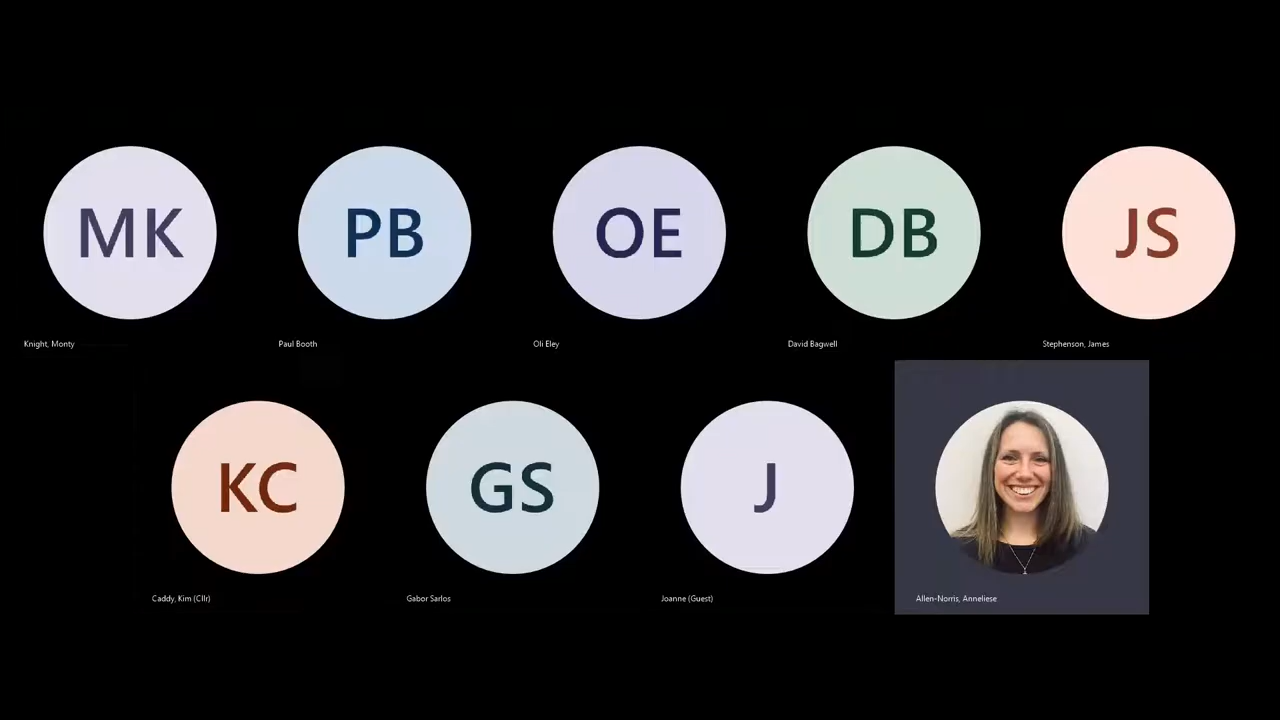 MK
PB
OE
DB
JS
Knight, Monty
Paul Booth
Oli Eley
David Bagwell
Stephenson, James
KC
GS
J
Caddy, Kim (Cllr)
Gabor Sarlos
Joanne (Guest)
Allen-Norris, Anneliese